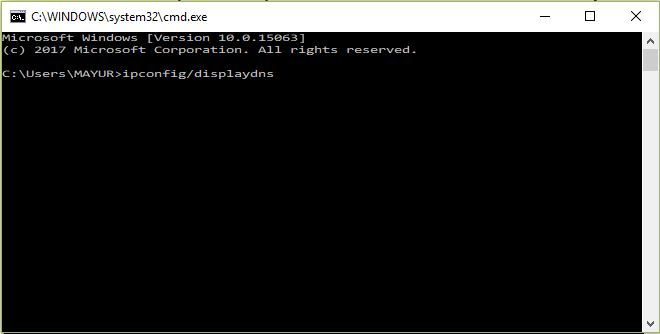 C:\WINDOWS\system32\cmd.exe
Microsoft Windows [Version 10.0.15063]
(c) 2017 Microsoft Corporation. All rights reserved.
C:\Users\MAYUR>ipconfig/displaydns